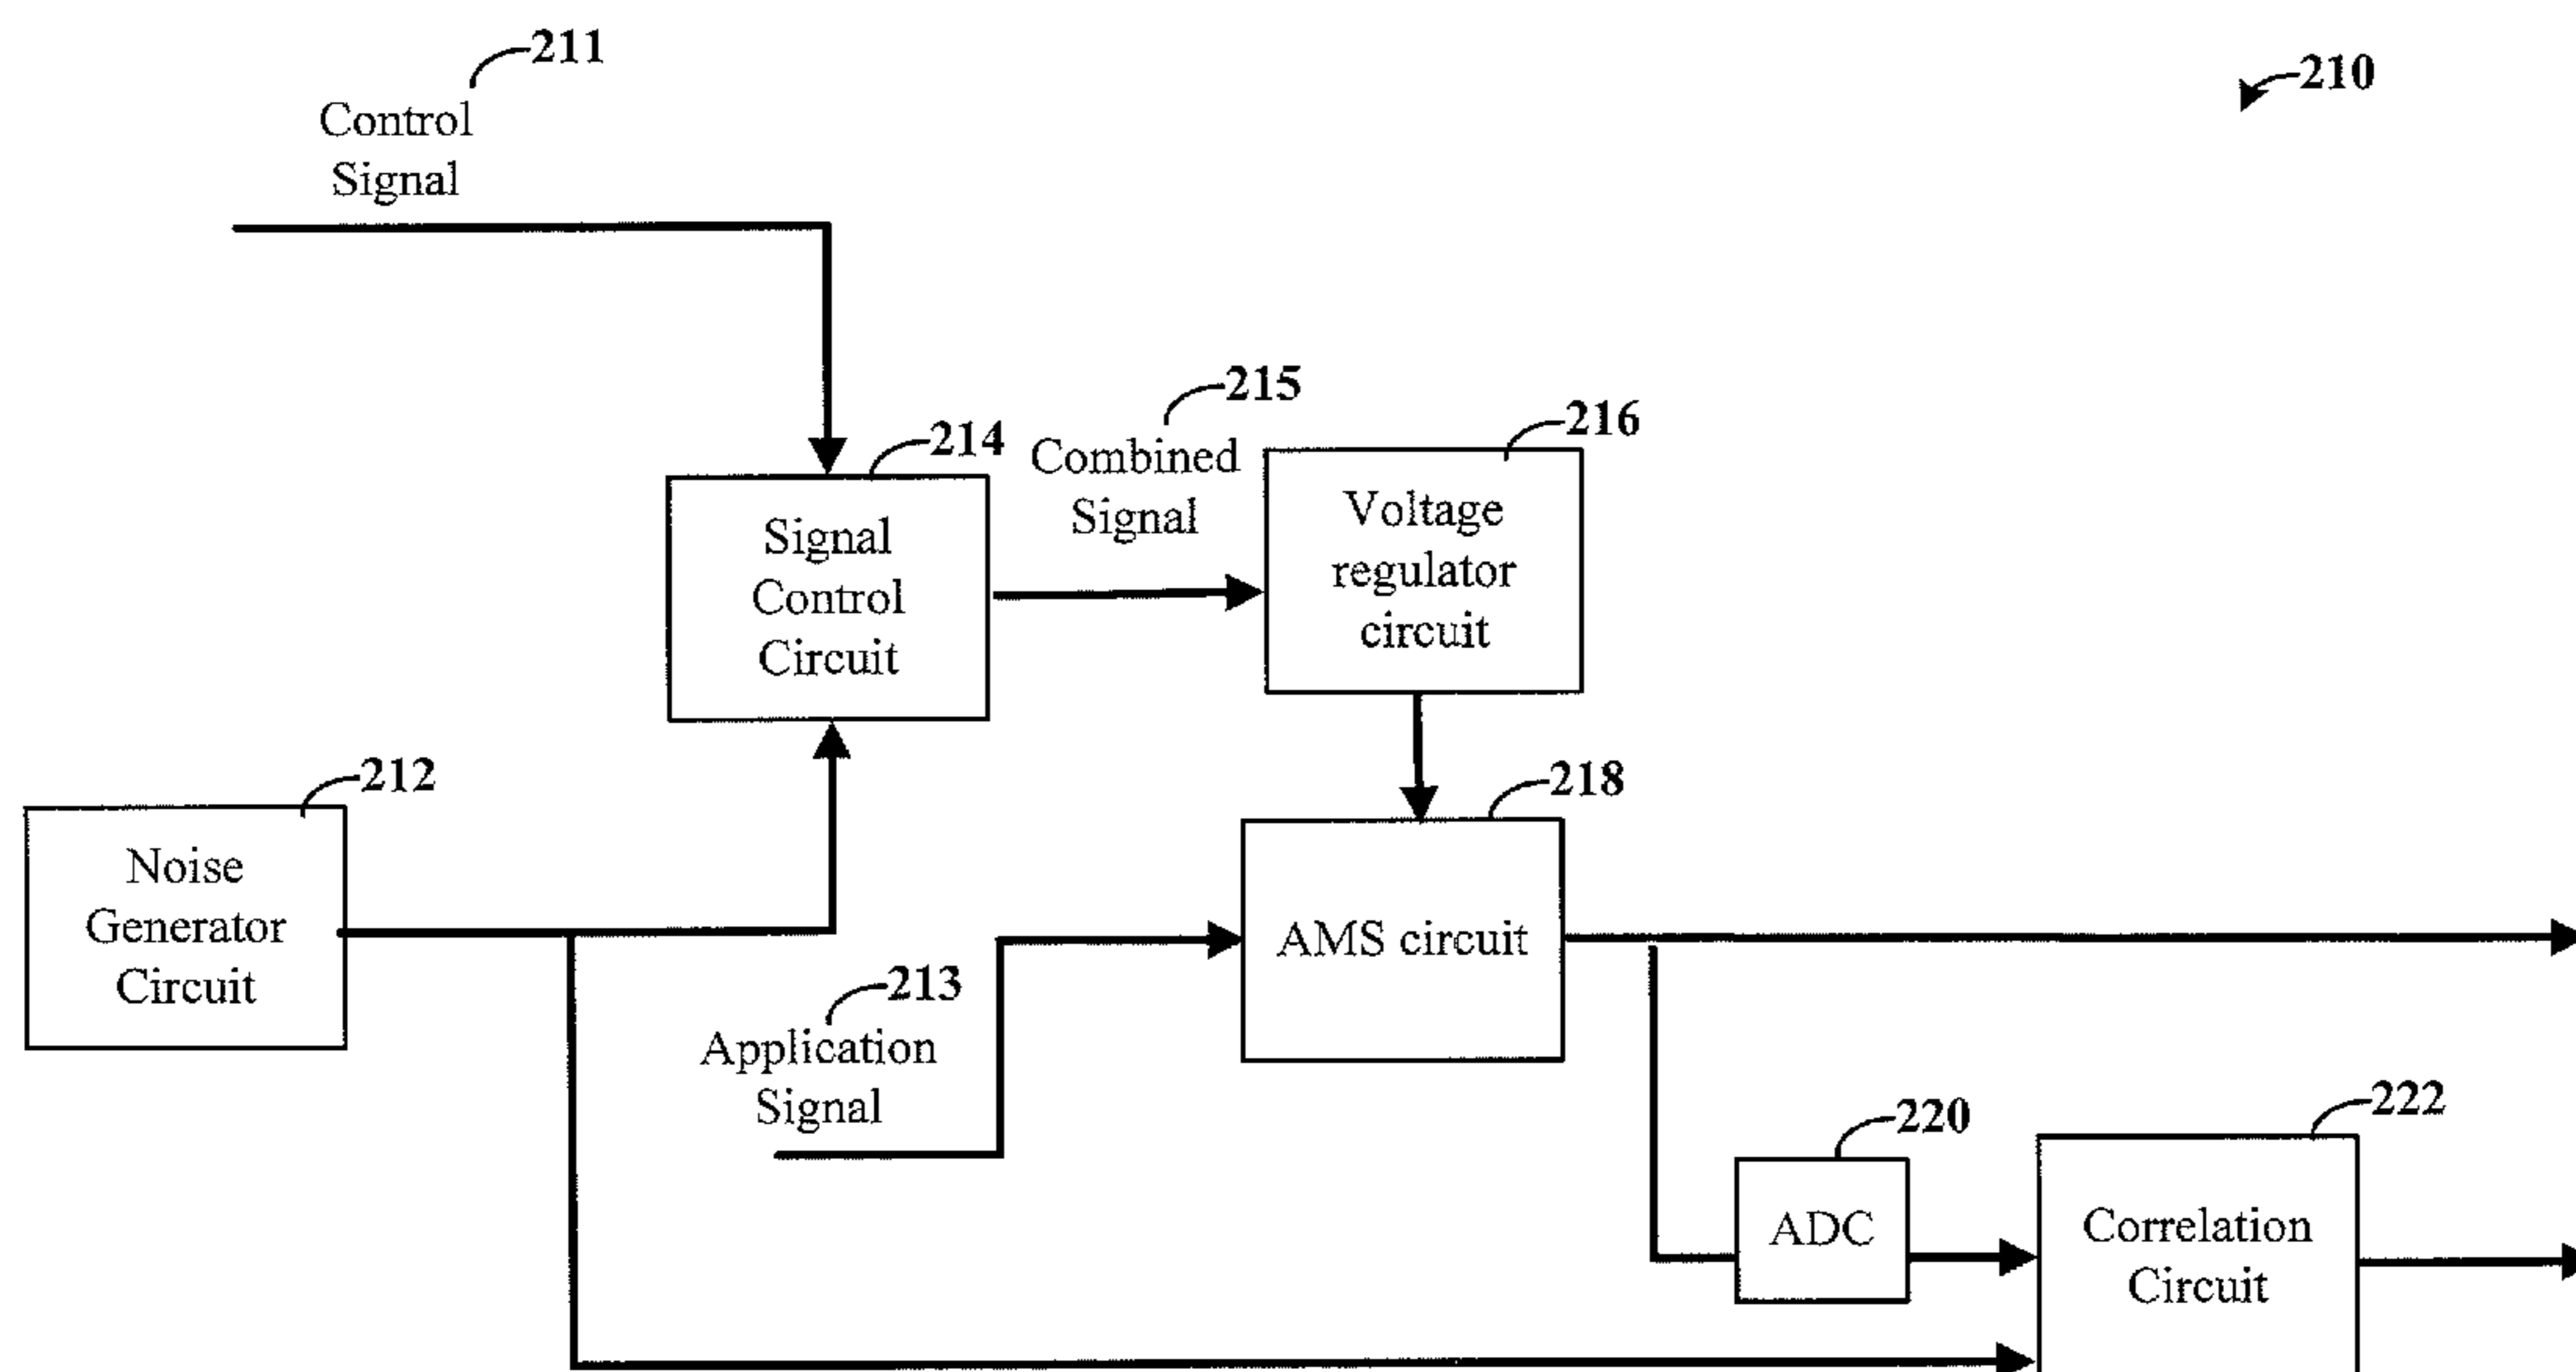 211
Control
Signal
210
215
Combined
Signal
216
214
Signal
Control
Circuit
Voltage
regulator
circuit
212
Noise
Generator
Circuit
218
AMS circuit
213
Application
Signal
220
ADC
222
Correlation
Circuit